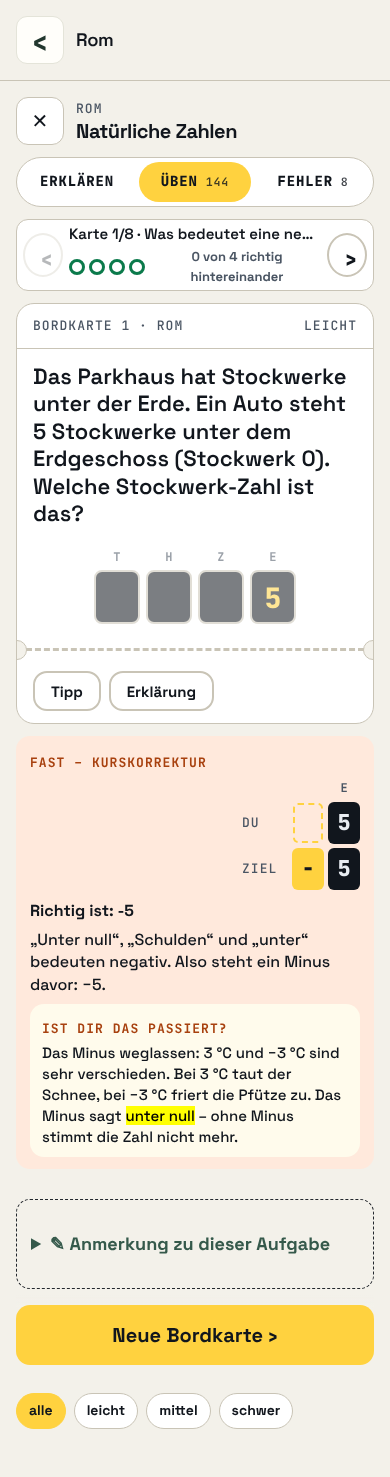 < Rom
✕ ROM
Natürliche Zahlen
ERKLÄREN ÜBEN 144 FEHLER 8
Karte 1/8 · Was bedeutet eine ne...
< 0 von 4 richtig >
hintereinander
BORDKARTE 1 · ROM LEICHT
Das Parkhaus hat Stockwerke
unter der Erde. Ein Auto steht
5 Stockwerke unter dem
Erdgeschoss (Stockwerk 0).
Welche Stockwerk-Zahl ist
das?
T H Z E
5
Tipp Erklärung
FAST – KURSKORREKTUR
E
DU 5
ZIEL - 5
Richtig ist: -5
„Unter null“, „Schulden“ und „unter“
bedeuten negativ. Also steht ein Minus
davor: −5.
IST DIR DAS PASSIERT?
Das Minus weglassen: 3 °C und −3 °C sind
sehr verschieden. Bei 3 °C taut der
Schnee, bei −3 °C friert die Pfütze zu. Das
Minus sagt unter null – ohne Minus
stimmt die Zahl nicht mehr.
▶ ✎ Anmerkung zu dieser Aufgabe
Neue Bordkarte >
alle leicht mittel schwer